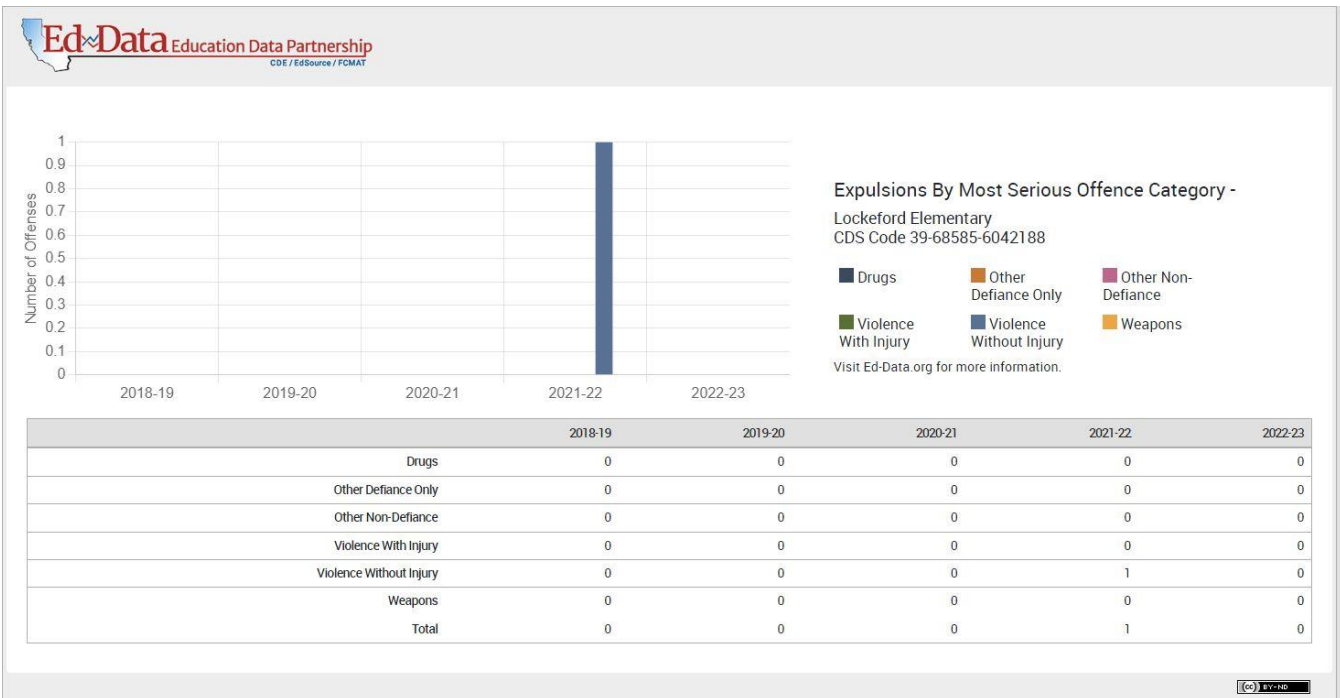 Ed Data Education Data Partnership
CDE / EdSource / FCMAT
Number of Offenses
1
0.9
0.8
0.7
0.6
0.5
0.4
0.3
0.2
0.1
0
2018-19 2019-20 2020-21 2021-22 2022-23
Expulsions By Most Serious Offence Category -
Lockeford Elementary
CDS Code 39-68585-6042188
Drugs
Other
Defiance Only
Other Non-
Defiance
Violence
With Injury
Violence
Without Injury
Weapons
Visit Ed-Data.org for more information.
2018-19 2019-20 2020-21 2021-22 2022-23
Drugs 0 0 0 0 0
Other Defiance Only 0 0 0 0 0
Other Non-Defiance 0 0 0 0 0
Violence With Injury 0 0 0 0 0
Violence Without Injury 0 0 0 1 0
Weapons 0 0 0 0 0
Total 0 0 0 1 0
(cc) BY-ND